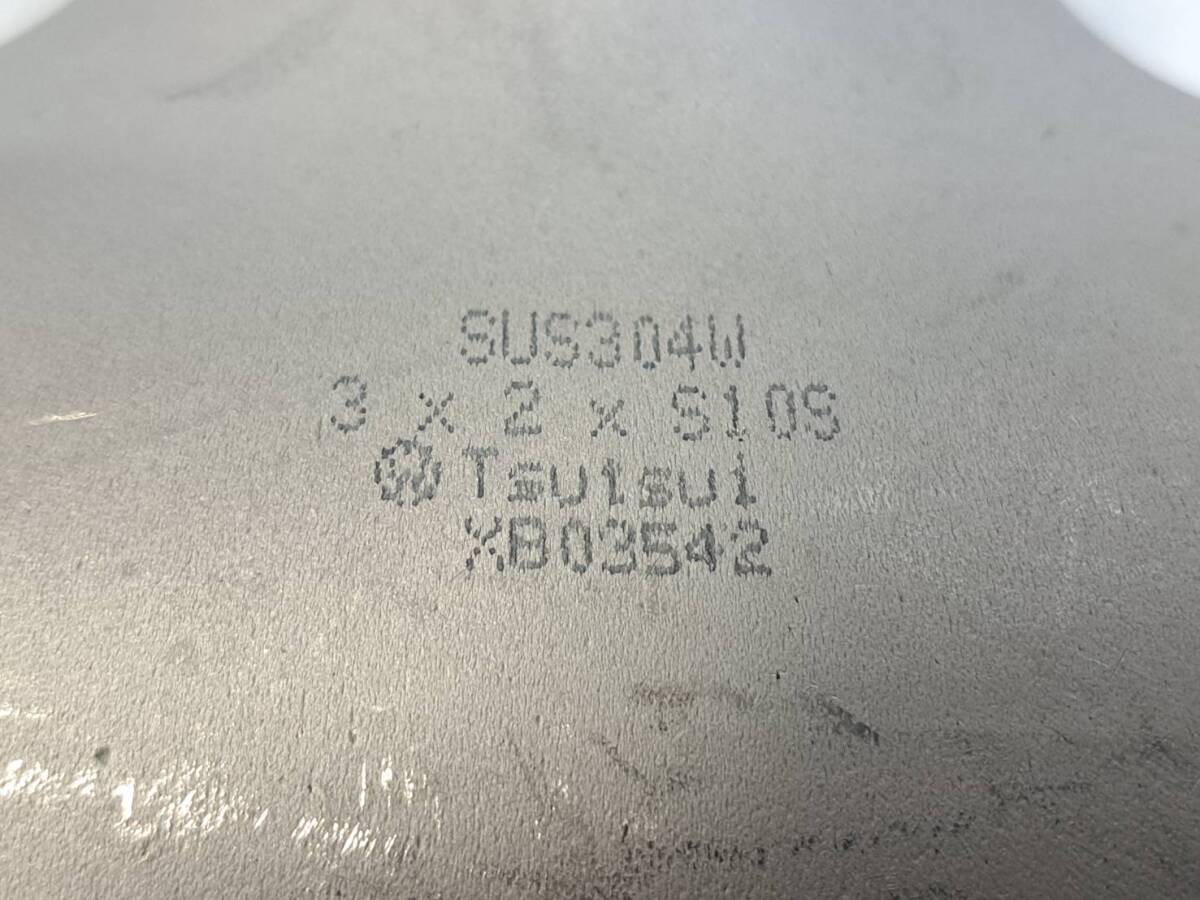 SUS304W
3 x 2 x S10S
Tsutsui
XB03542